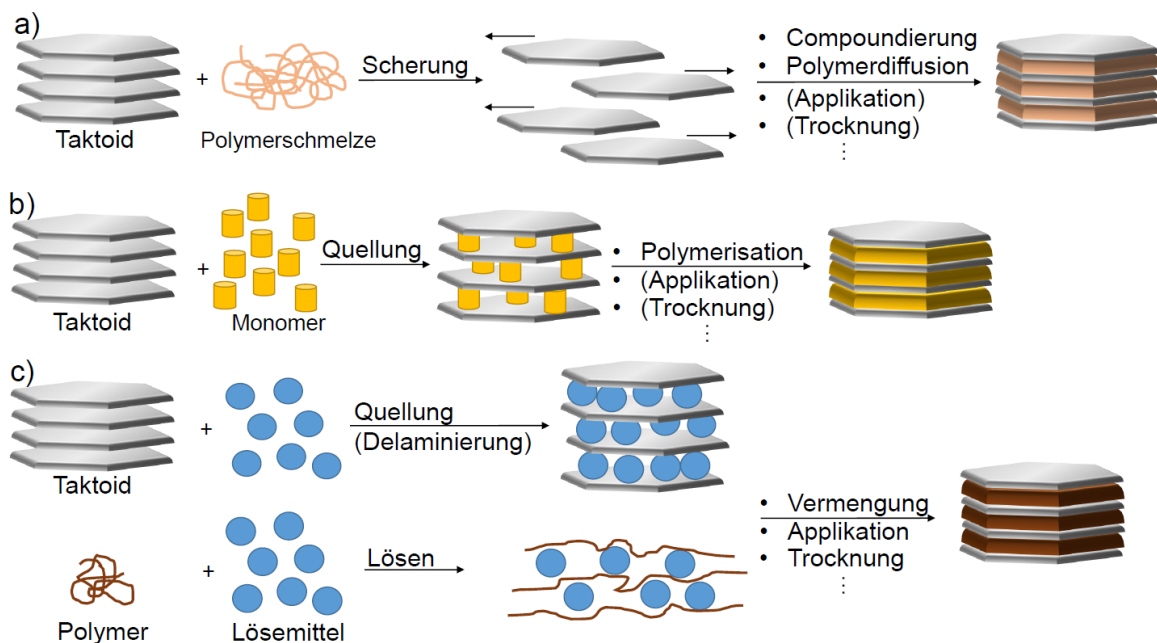 a)
Taktoid
+
Polymerschmelze
Scherung
• Compoundierung
• Polymerdiffusion
• (Applikation)
• (Trocknung)
⋮
b)
Taktoid
+
Monomer
Quellung
• Polymerisation
• (Applikation)
• (Trocknung)
⋮
c)
Taktoid
+
Quellung
(Delaminierung)
Polymer
+
Lösemittel
Lösen
• Vermengung
• Applikation
• Trocknung
⋮